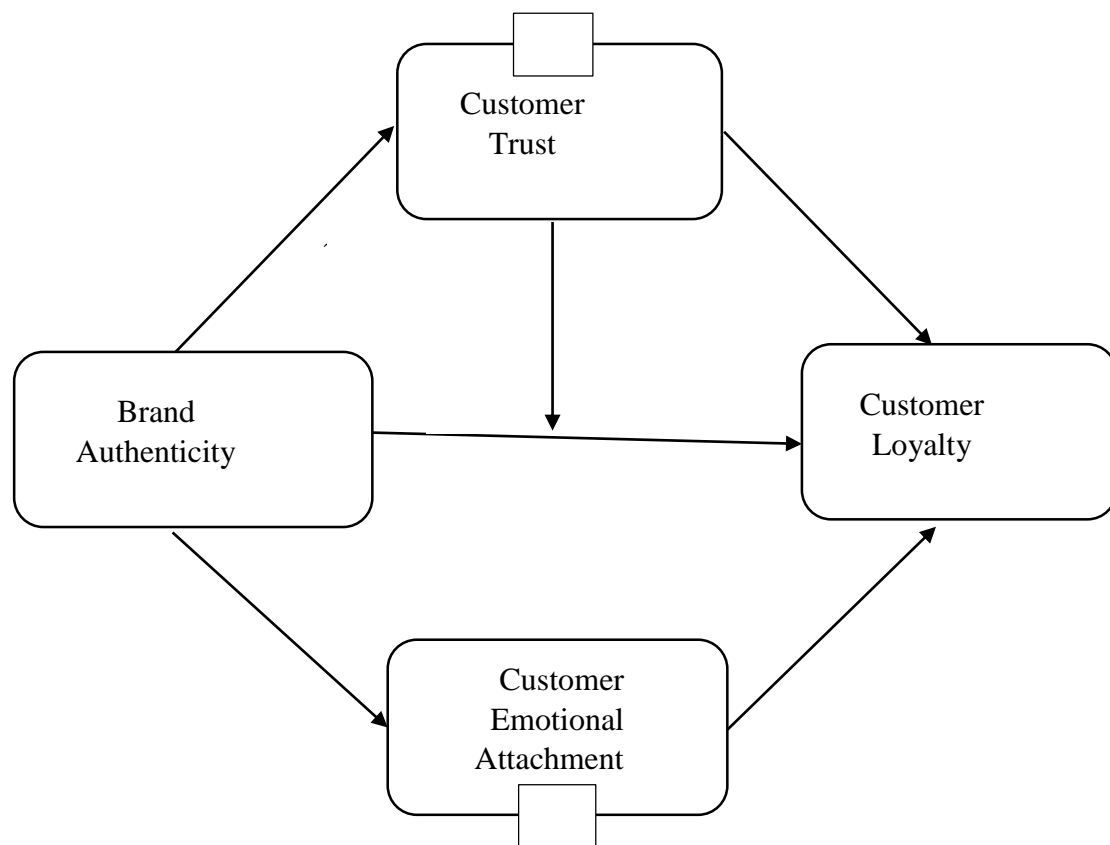 Customer
Trust
Brand
Authenticity
Customer
Loyalty
Customer
Emotional
Attachment